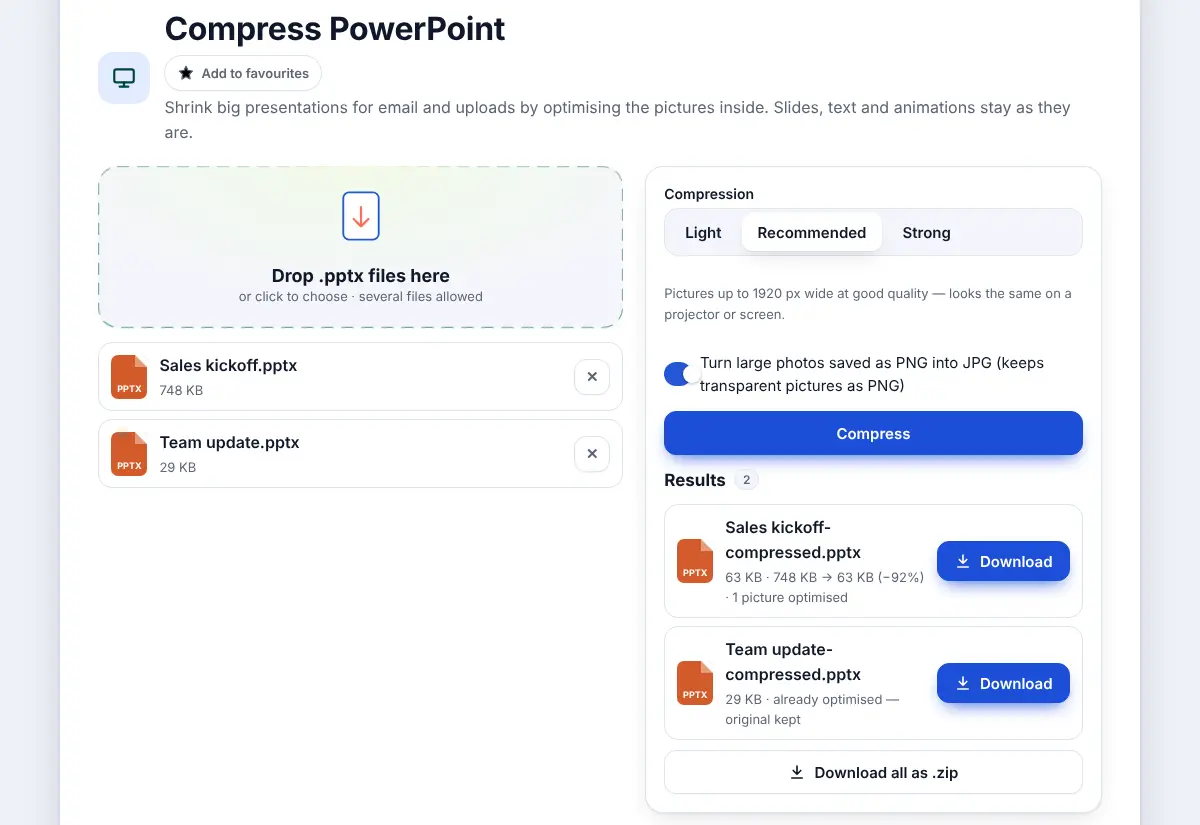 Compress PowerPoint
Add to favourites
Shrink big presentations for email and uploads by optimising the pictures inside. Slides, text and animations stay as they
are.
Drop .pptx files here
or click to choose · several files allowed
PPTX
Sales kickoff.pptx
748 KB
PPTX
Team update.pptx
29 KB
Compression
Light
Recommended
Strong
Pictures up to 1920 px wide at good quality — looks the same on a
projector or screen.
Turn large photos saved as PNG into JPG (keeps
transparent pictures as PNG)
Compress
Results 2
PPTX
Sales kickoff-
compressed.pptx
63 KB · 748 KB → 63 KB (−92%)
· 1 picture optimised
Download
PPTX
Team update-
compressed.pptx
29 KB · already optimised —
original kept
Download
Download all as .zip